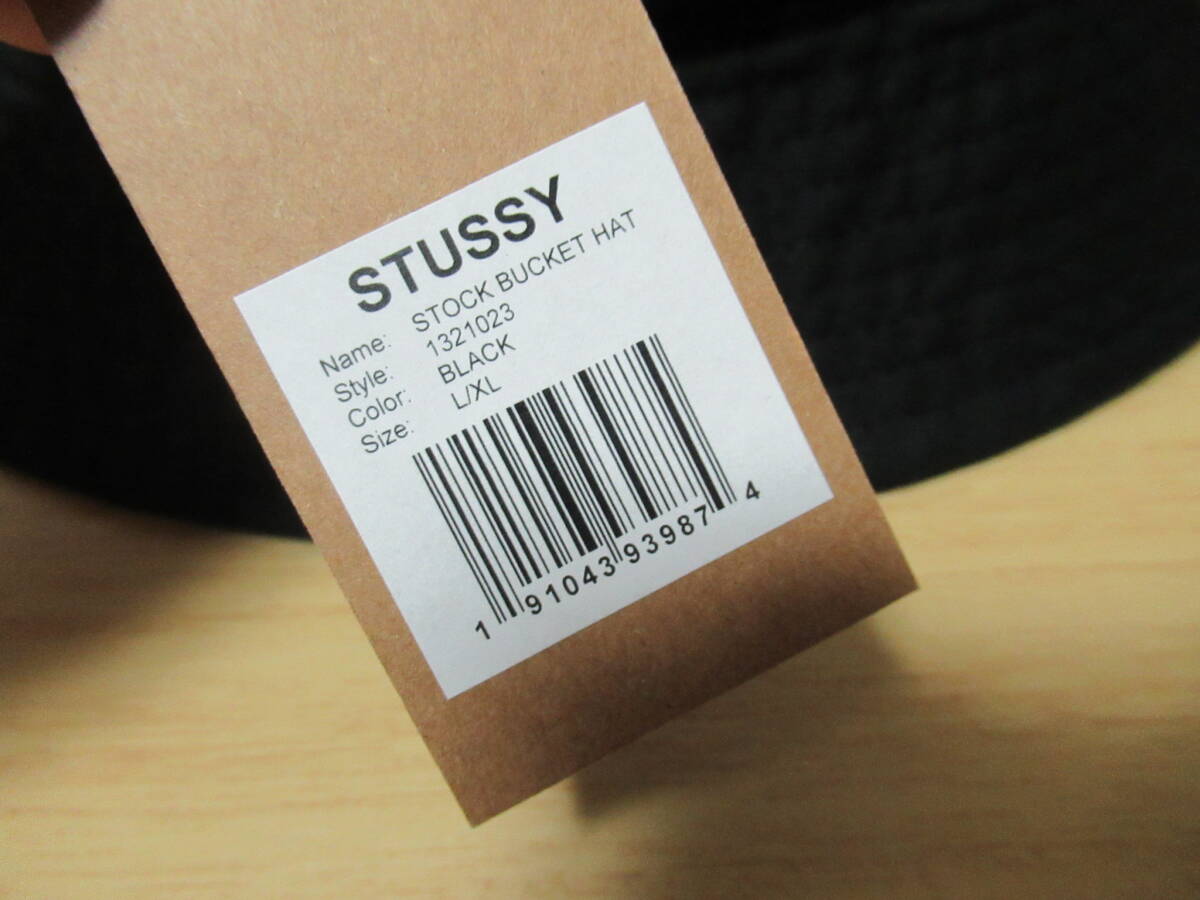 STUSSY
Name: STOCK BUCKET HAT
Style: 1321023
Color: BLACK
Size: L/XL
1 91043 93987 4